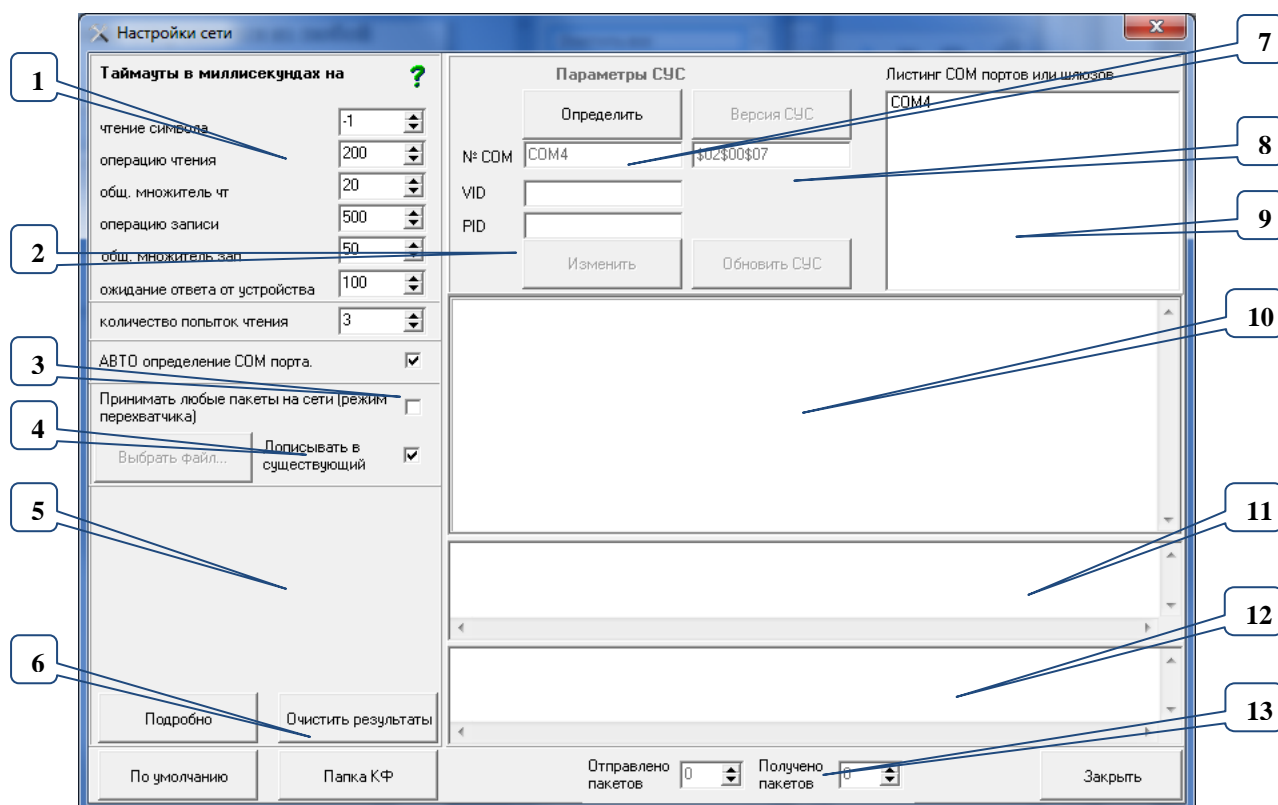 Настройки сети
Таймауты в миллисекундах на
?
чтение символа
-1
операцию чтения
200
общ. множитель чт
20
операцию записи
500
общ. множитель зап
50
ожидание ответа от устройства
100
количество попыток чтения
3
АВТО определение COM порта.
Принимать любые пакеты на сети (режим
перехватчика)
Выбрать файл...
Дописывать в
существующий
Подробно
Очистить результаты
По умолчанию
Папка КФ
Параметры СУС
Определить
Версия СУС
№ COM
COM4
$02$00$07
VID
PID
Изменить
Обновить СУС
Листинг COM портов или шлюзов
COM4
Отправлено
пакетов
0
Получено
пакетов
0
Закрыть
1
2
3
4
5
6
7
8
9
10
11
12
13